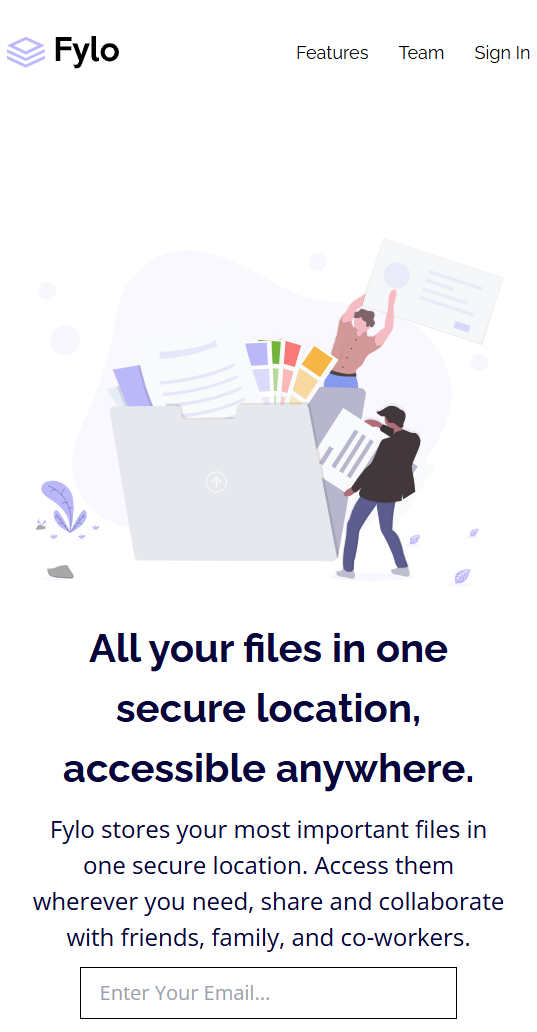 Fylo
Features Team Sign In
All your files in one
secure location,
accessible anywhere.
Fylo stores your most important files in
one secure location. Access them
wherever you need, share and collaborate
with friends, family, and co-workers.
Enter Your Email...